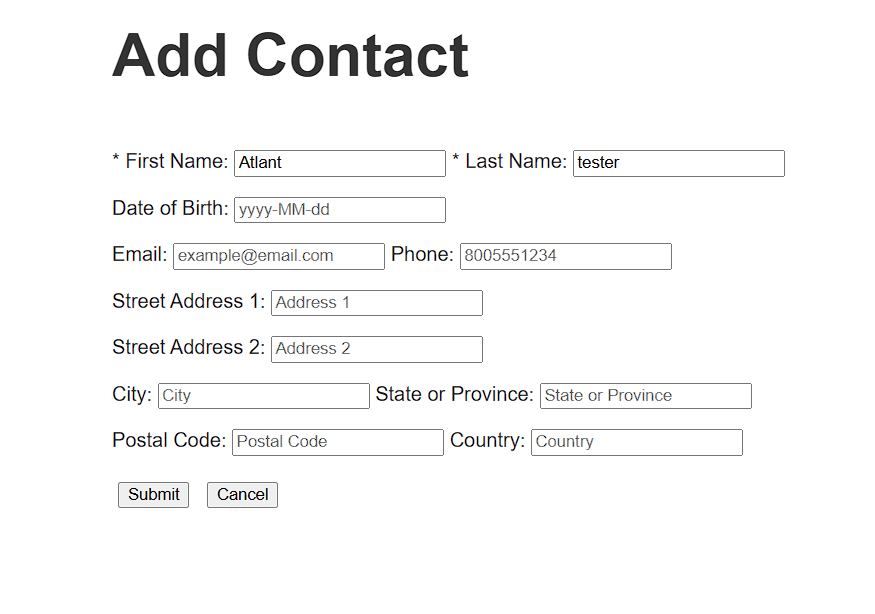 Add Contact
* First Name: Atlant * Last Name: tester
Date of Birth: yyyy-MM-dd
Email: example@email.com Phone: 8005551234
Street Address 1: Address 1
Street Address 2: Address 2
City: City State or Province: State or Province
Postal Code: Postal Code Country: Country
Submit Cancel